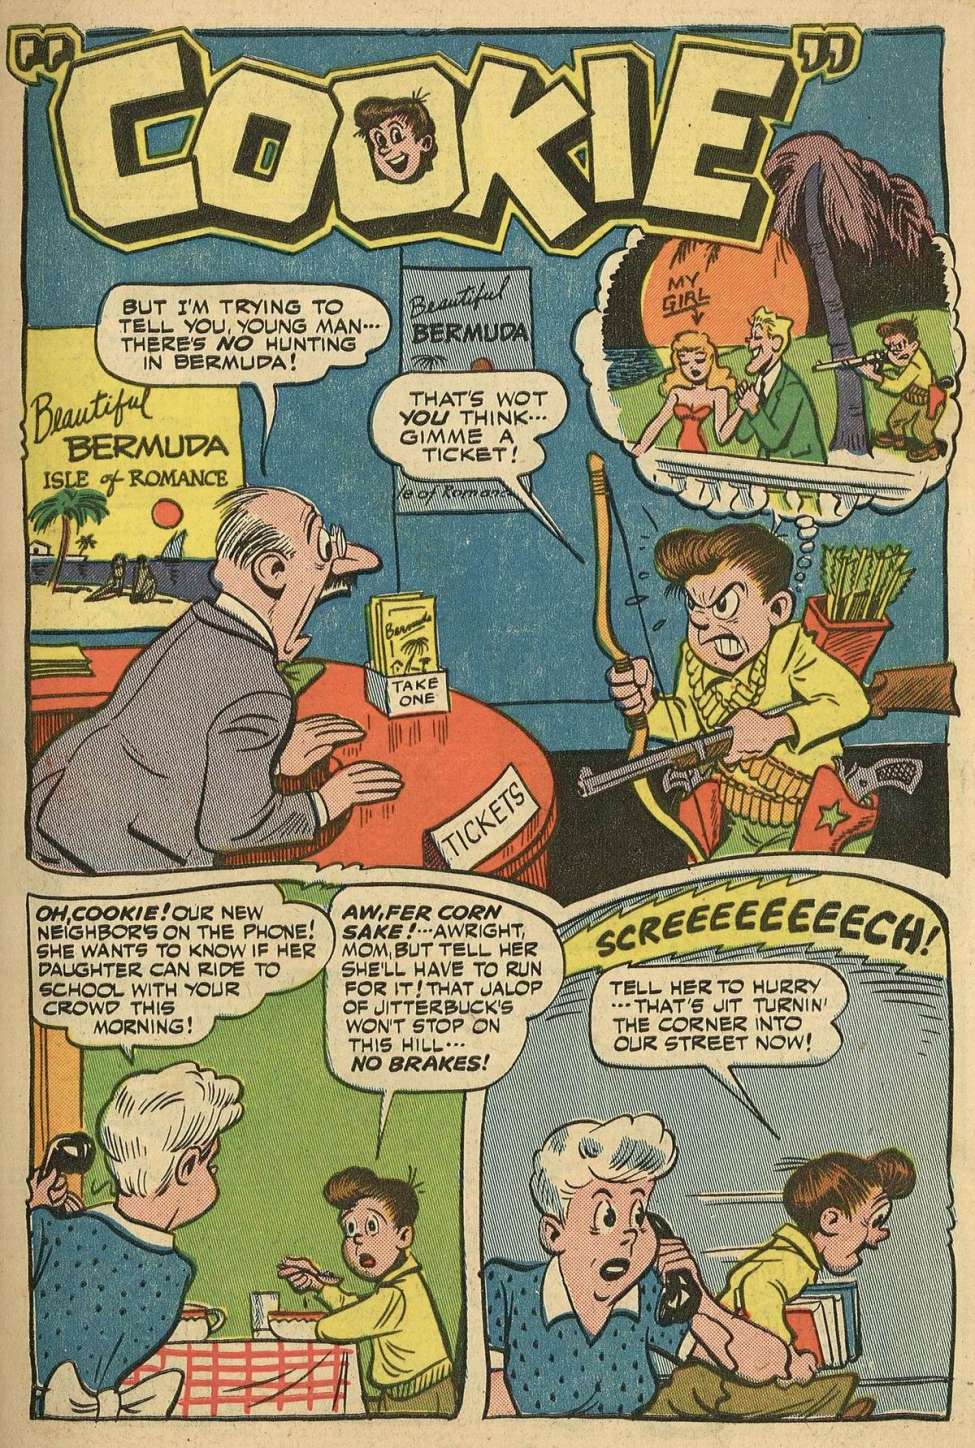 "COOKIE"
BUT I'M TRYING TO
TELL YOU, YOUNG MAN---
THERE'S NO HUNTING
IN BERMUDA!
Beautiful
BERMUDA
MY
GIRL
THAT'S WOT
YOU THINK---
GIMME A
TICKET!
Beautiful
BERMUDA
ISLE of ROMANCE
of Romance
Bermuda
TAKE
ONE
TICKETS
OH, COOKIE! OUR NEW
NEIGHBOR'S ON THE PHONE!
SHE WANTS TO KNOW IF HER
DAUGHTER CAN RIDE TO
SCHOOL WITH YOUR
CROWD THIS
MORNING!
AW, FER CORN
SAKE!---AWRIGHT,
MOM, BUT TELL HER
SHE'LL HAVE TO RUN
FOR IT! THAT JALOP
OF JITTERBUCK'S
WON'T STOP ON
THIS HILL---
NO BRAKES!
SCREEEEEEEEECH!
TELL HER TO HURRY
---THAT'S JIT TURNIN'
THE CORNER INTO
OUR STREET NOW!